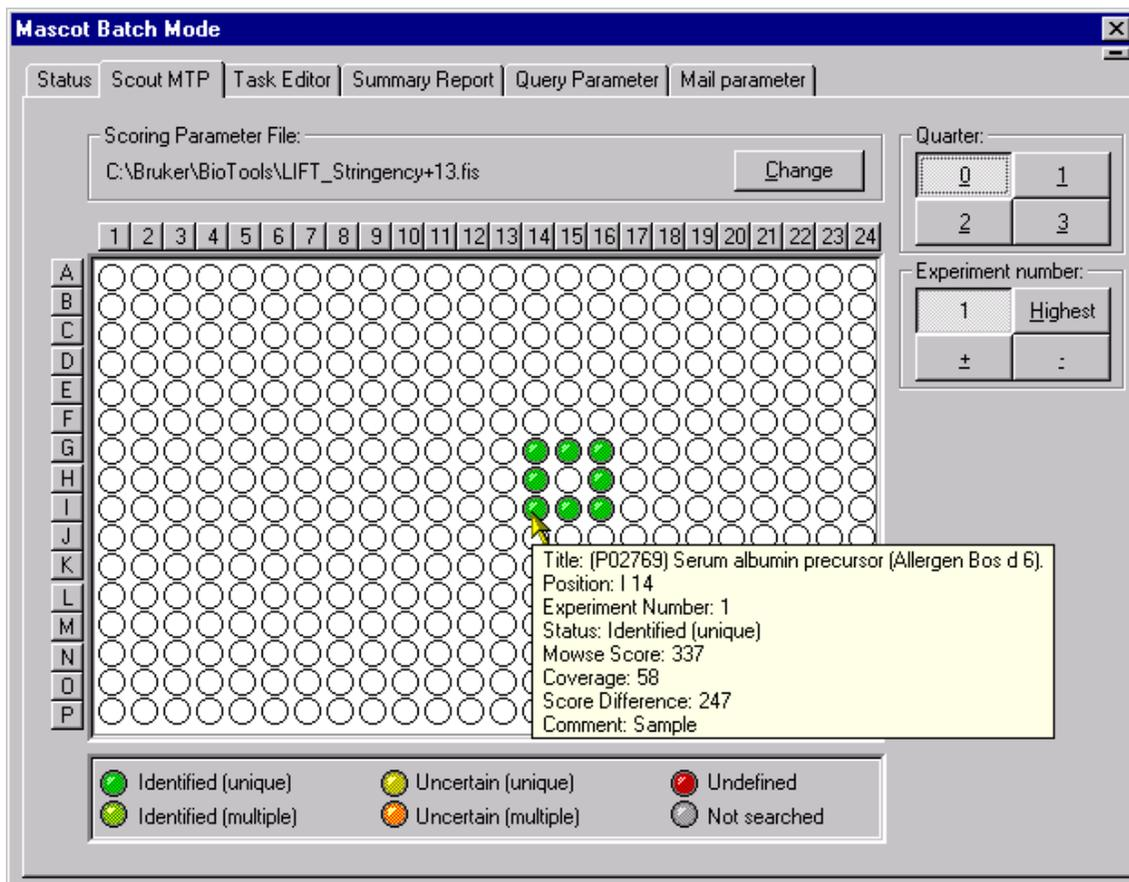 Mascot Batch Mode
Status Scout MTP Task Editor Summary Report Query Parameter Mail parameter
Scoring Parameter File:
C:\Bruker\BioTools\LIFT_Stringency+13.fis
Change
Quarter:
0 1
2 3
Experiment number:
1 Highest
+ -
1 2 3 4 5 6 7 8 9 10 11 12 13 14 15 16 17 18 19 20 21 22 23 24
A
B
C
D
E
F
G
H
I
J
K
L
M
N
O
P
Title: (P02769) Serum albumin precursor (Allergen Bos d 6).
Position: I 14
Experiment Number: 1
Status: Identified (unique)
Mowse Score: 337
Coverage: 58
Score Difference: 247
Comment: Sample
Identified (unique) Uncertain (unique) Undefined
Identified (multiple) Uncertain (multiple) Not searched